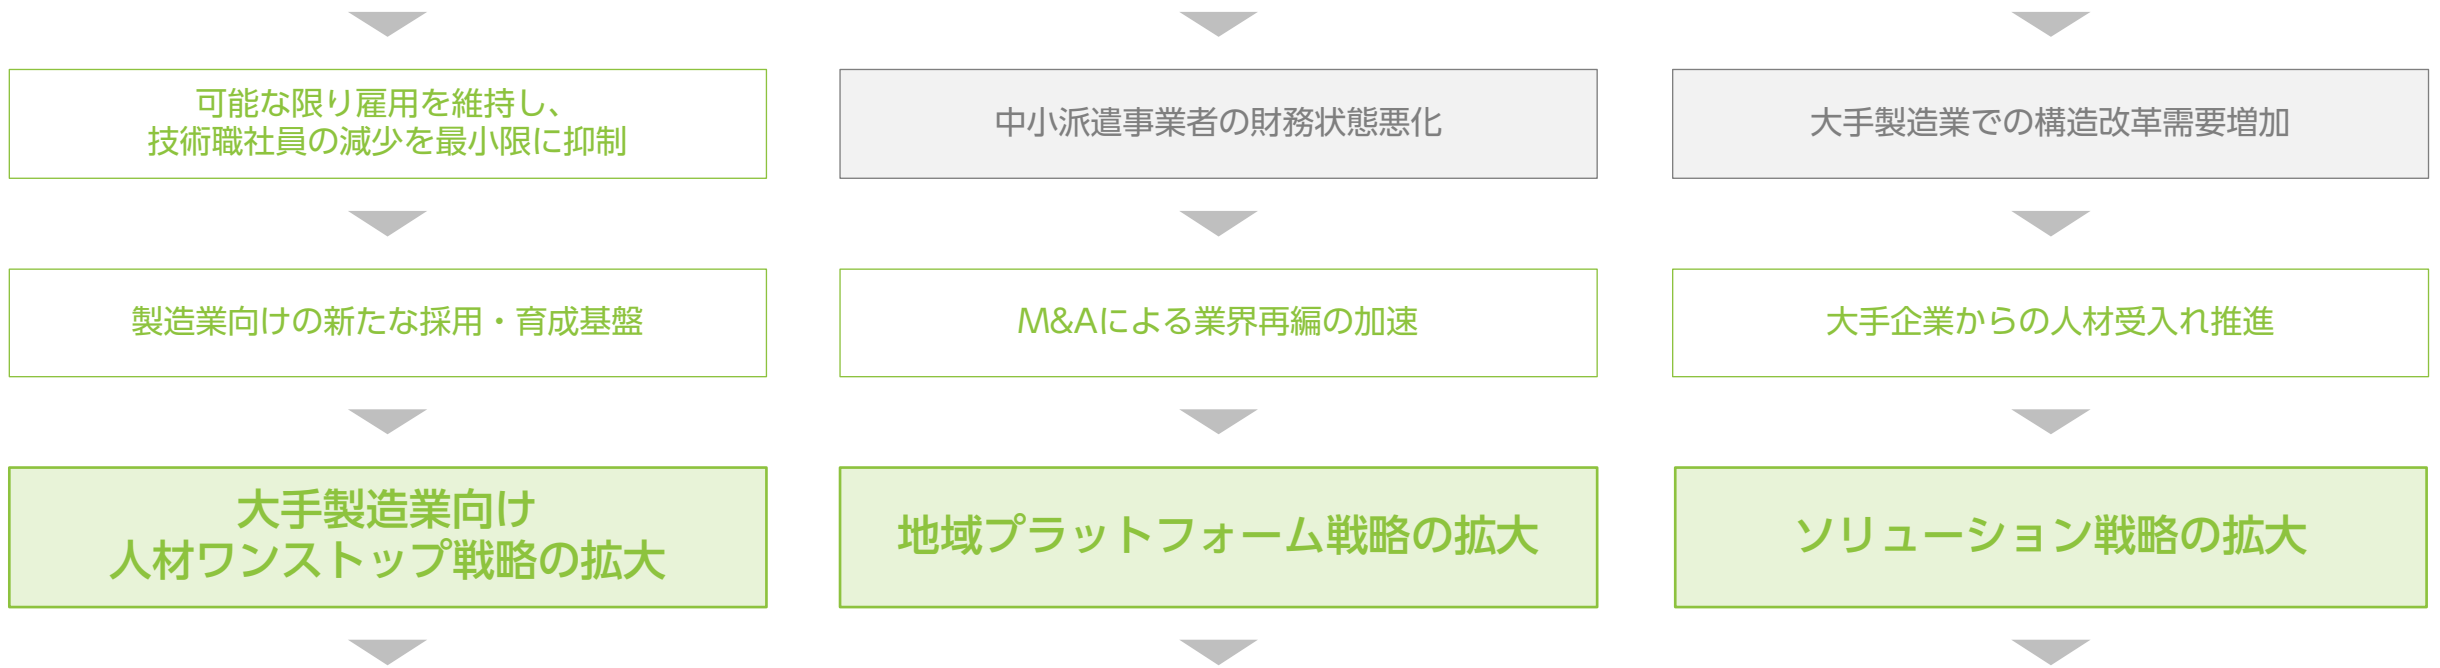 可能な限り雇用を維持し、
技術職社員の減少を最小限に抑制
中小派遣事業者の財務状態悪化
大手製造業での構造改革需要増加
製造業向けの新たな採用・育成基盤
M&Aによる業界再編の加速
大手企業からの人材受入れ推進
大手製造業向け
人材ワンストップ戦略の拡大
地域プラットフォーム戦略の拡大
ソリューション戦略の拡大